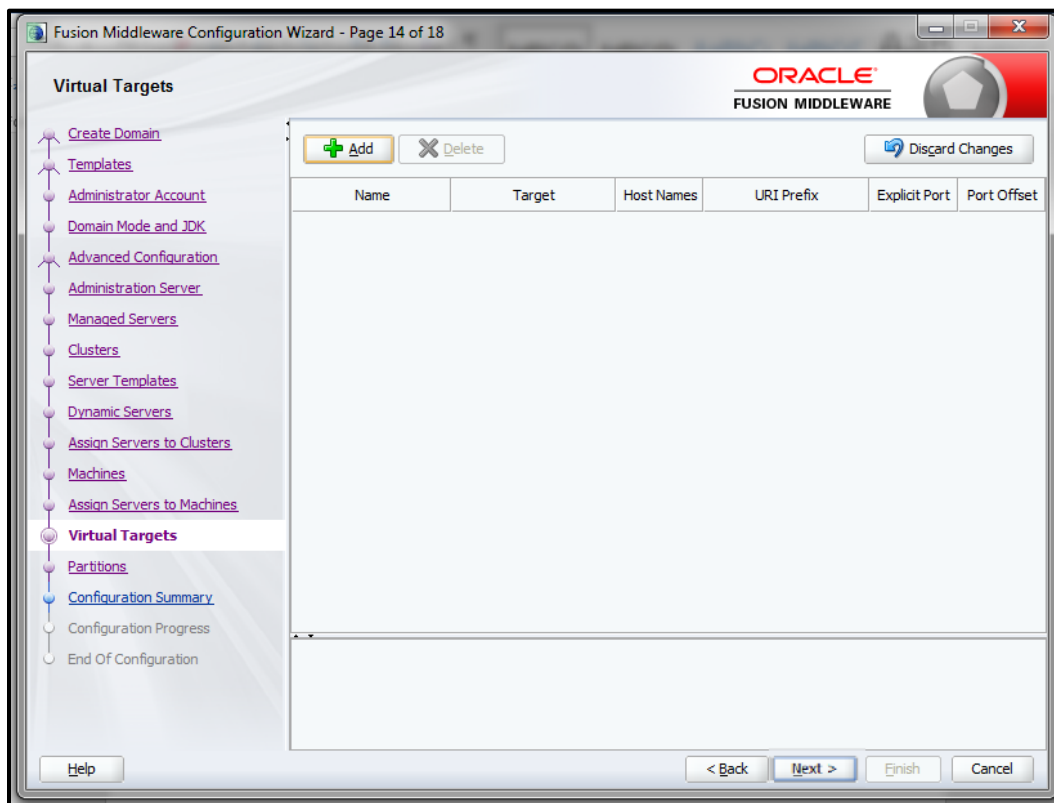 Fusion Middleware Configuration Wizard - Page 14 of 18
Virtual Targets
ORACLE
FUSION MIDDLEWARE
Create Domain
Templates
Administrator Account
Domain Mode and JDK
Advanced Configuration
Administration Server
Managed Servers
Clusters
Server Templates
Dynamic Servers
Assign Servers to Clusters
Machines
Assign Servers to Machines
Virtual Targets
Partitions
Configuration Summary
Configuration Progress
End Of Configuration
Add Delete Discard Changes
Name Target Host Names URI Prefix Explicit Port Port Offset
Help < Back Next > Finish Cancel